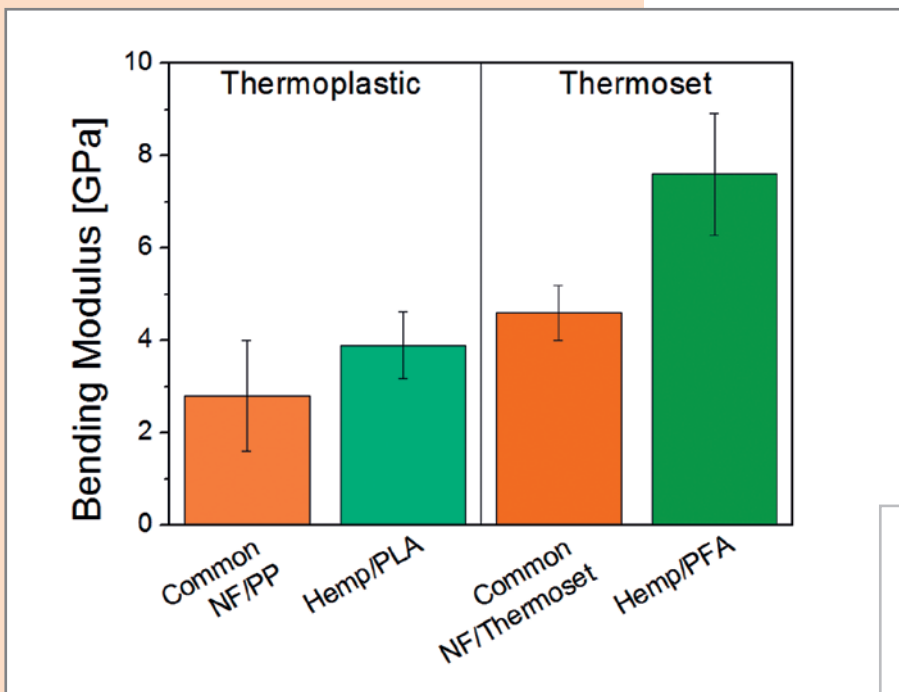 10
8
6
4
2
0
Bending Modulus [GPa]
Thermoplastic
Thermoset
Common
NF/PP
Hemp/PLA
Common
NF/Thermoset
Hemp/PFA